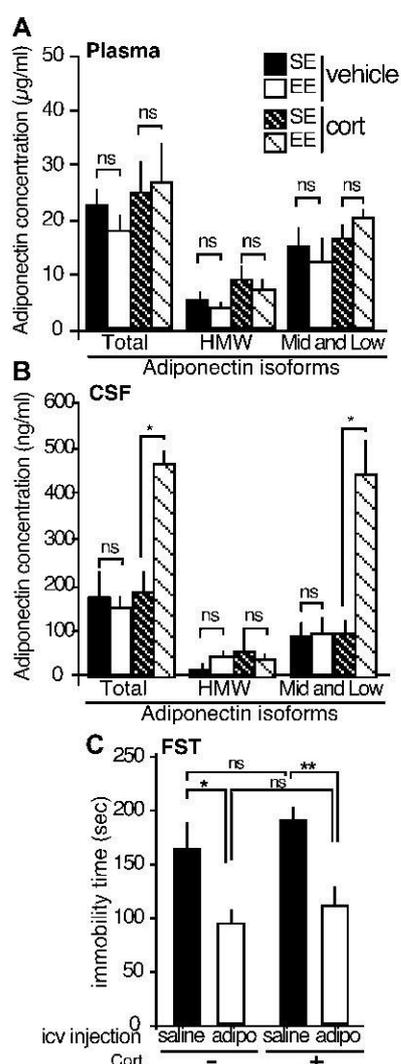 A
Plasma
SE
EE
vehicle
SE
EE
cort
Adiponectin concentration (µg/ml)
50
40
30
20
10
0
ns
ns
ns
ns
ns
ns
Total
HMW
Mid and Low
Adiponectin isoforms
B
CSF
Adiponectin concentration (ng/ml)
600
500
400
300
200
100
0
ns
*
ns
ns
ns
*
Total
HMW
Mid and Low
Adiponectin isoforms
C
FST
immobility time (sec)
250
200
150
100
50
0
ns
*
ns
**
saline
adipo
saline
adipo
icv injection
Cort
–
+